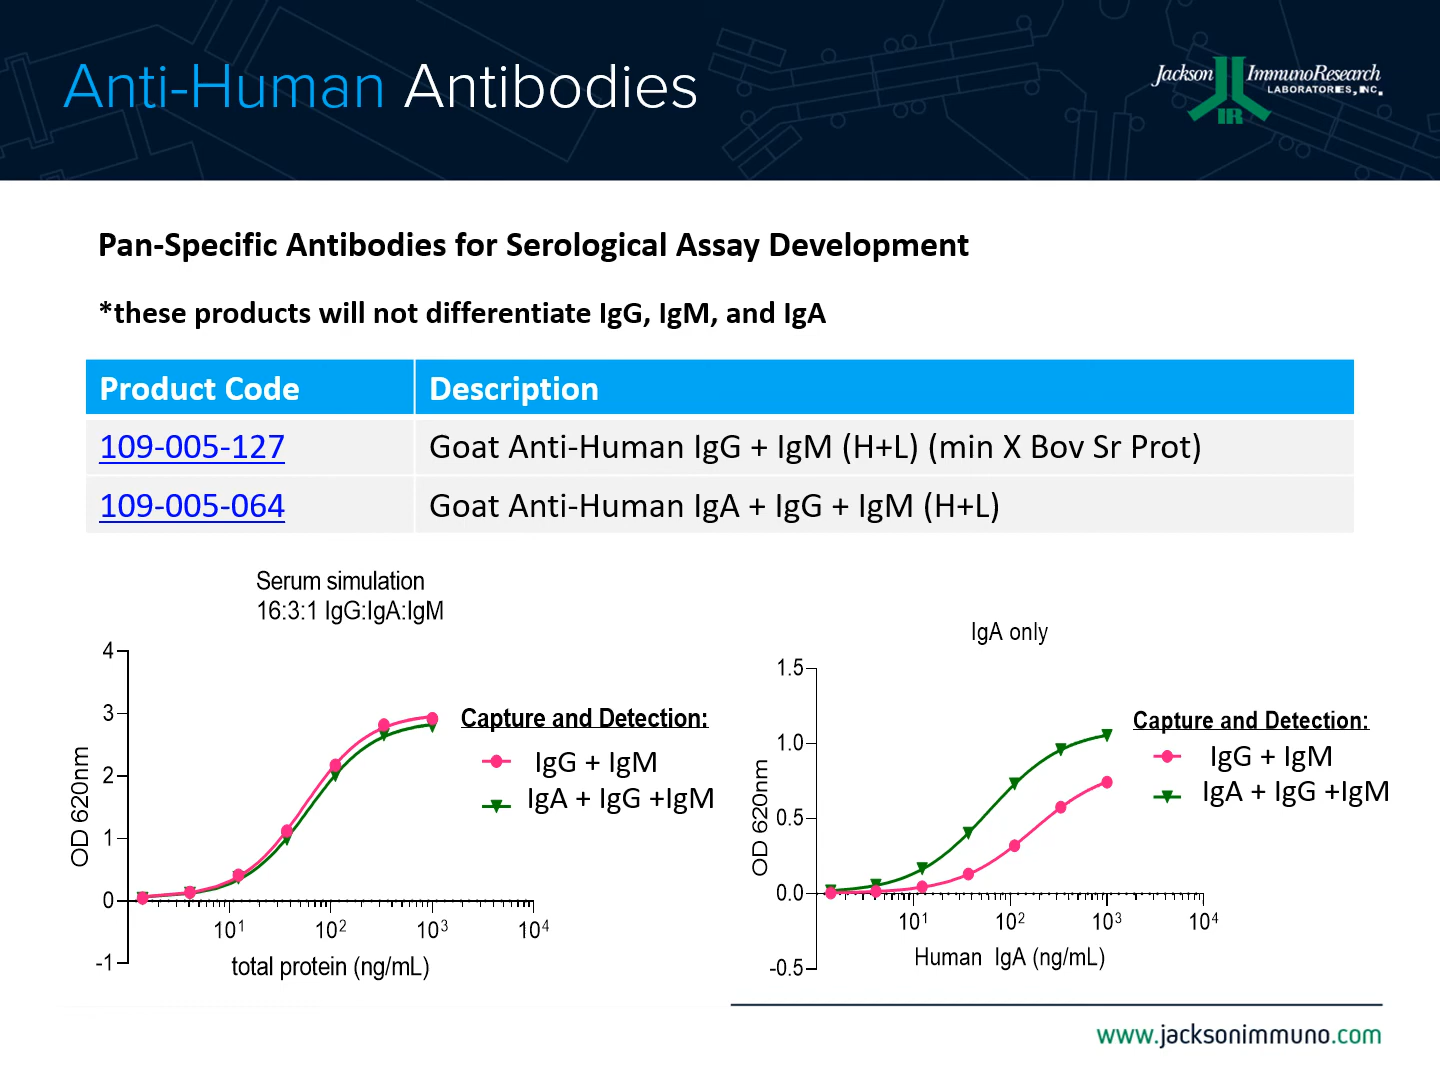 Anti-Human Antibodies
Jackson ImmunoResearch
LABORATORIES, INC.
IR
Pan-Specific Antibodies for Serological Assay Development
*these products will not differentiate IgG, IgM, and IgA
Product Code Description
109-005-127 Goat Anti-Human IgG + IgM (H+L) (min X Bov Sr Prot)
109-005-064 Goat Anti-Human IgA + IgG + IgM (H+L)
Serum simulation
16:3:1 IgG:IgA:IgM
4
3
2
1
0
-1
OD 620nm
10¹ 10² 10³ 10⁴
total protein (ng/mL)
Capture and Detection:
IgG + IgM
IgA + IgG +IgM
IgA only
1.5
1.0
0.5
0.0
-0.5
OD 620nm
10¹ 10² 10³ 10⁴
Human IgA (ng/mL)
Capture and Detection:
IgG + IgM
IgA + IgG +IgM
www.jacksonimmuno.com